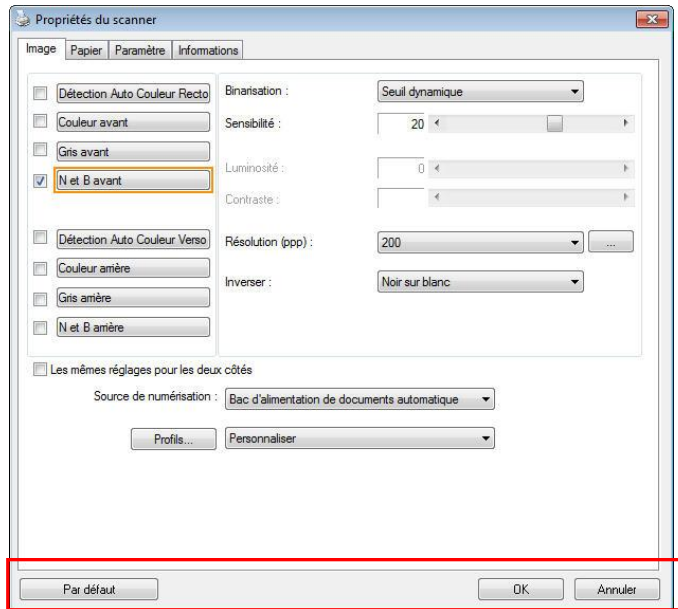 Propriétés du scanner
Image Papier Paramètre Informations
Détection Auto Couleur Recto
Couleur avant
Gris avant
N et B avant
Détection Auto Couleur Verso
Couleur arrière
Gris arrière
N et B arrière
Binarisation : Seuil dynamique
Sensibilité : 20
Luminosité : 0
Contraste :
Résolution (ppp) : 200 ...
Inverser : Noir sur blanc
Les mêmes réglages pour les deux côtés
Source de numérisation : Bac d'alimentation de documents automatique
Profils... Personnaliser
Par défaut OK Annuler